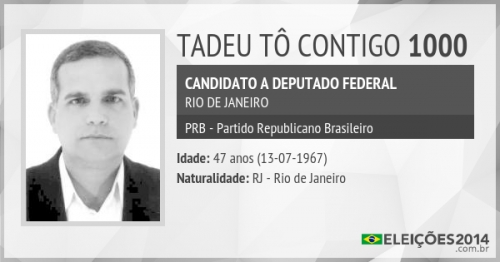 TADEU TÔ CONTIGO 1000
CANDIDATO A DEPUTADO FEDERAL
RIO DE JANEIRO
PRB - Partido Republicano Brasileiro
Idade: 47 anos (13-07-1967)
Naturalidade: RJ - Rio de Janeiro
ELEIÇÕES2014
.com.br